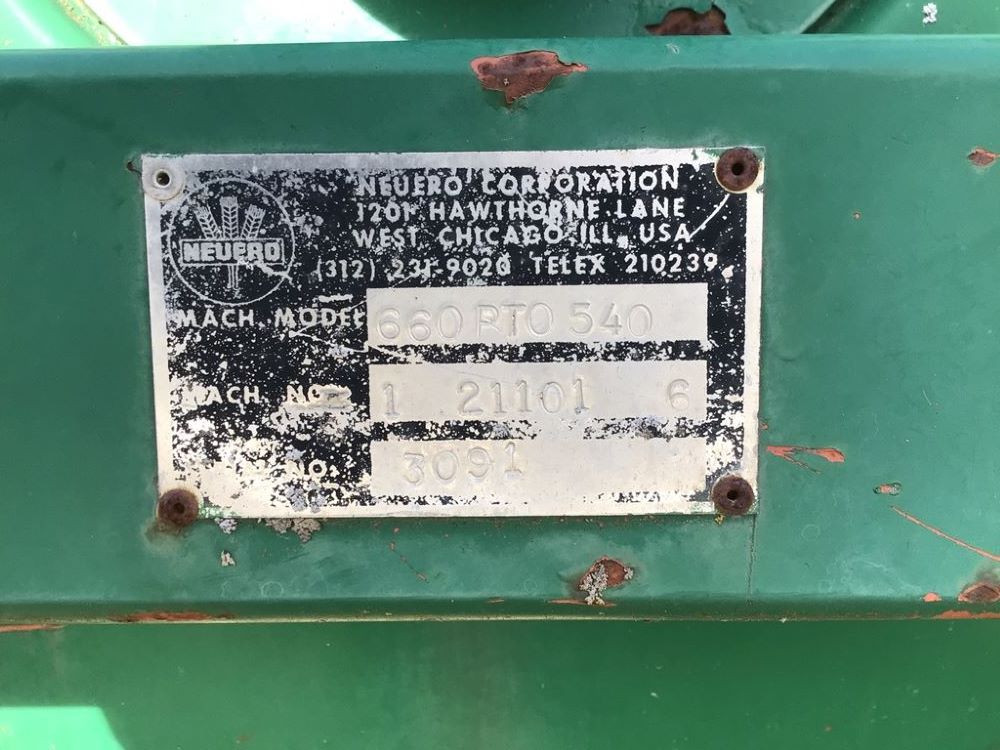 NEUERO CORPORATION
1201 HAWTHORNE LANE
WEST CHICAGO ILL. USA
NEUERO
(312) 231-9020 TELEX 210239
MACH. MODEL 660 PTO 540
MACH. NO. 1 21101 6
NO. 3091